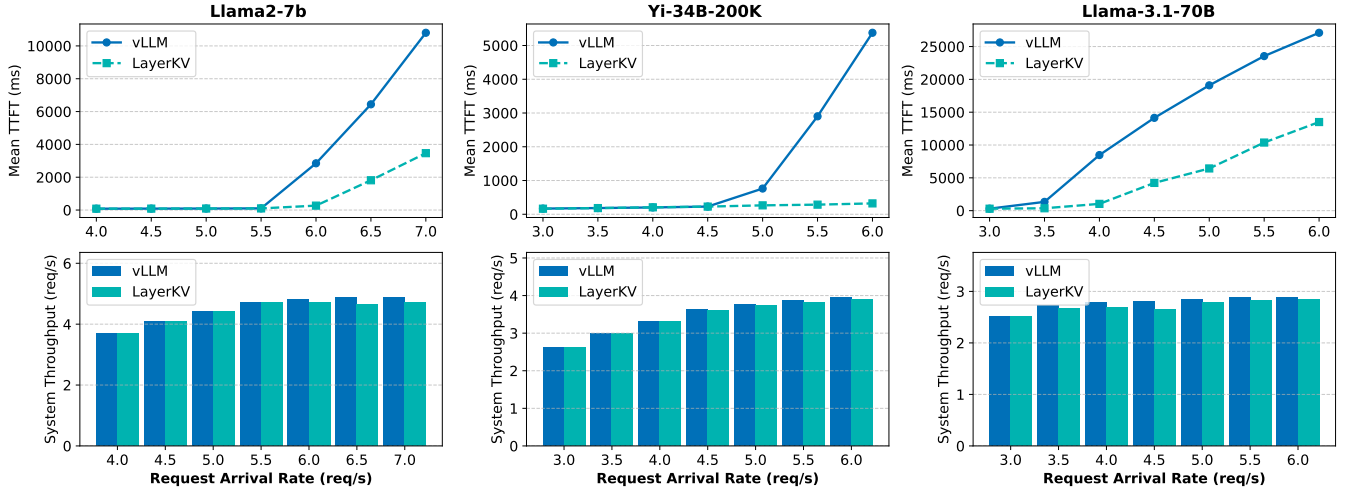 Llama2-7b
Mean TTFT (ms)
10000
8000
6000
4000
2000
0
vLLM
LayerKV
4.0 4.5 5.0 5.5 6.0 6.5 7.0
Yi-34B-200K
Mean TTFT (ms)
5000
4000
3000
2000
1000
0
vLLM
LayerKV
3.0 3.5 4.0 4.5 5.0 5.5 6.0
Llama-3.1-70B
Mean TTFT (ms)
25000
20000
15000
10000
5000
0
vLLM
LayerKV
3.0 3.5 4.0 4.5 5.0 5.5 6.0
System Throughput (req/s)
6
4
2
0
vLLM
LayerKV
4.0 4.5 5.0 5.5 6.0 6.5 7.0
Request Arrival Rate (req/s)
System Throughput (req/s)
5
4
3
2
1
0
vLLM
LayerKV
3.0 3.5 4.0 4.5 5.0 5.5 6.0
Request Arrival Rate (req/s)
System Throughput (req/s)
3
2
1
0
vLLM
LayerKV
3.0 3.5 4.0 4.5 5.0 5.5 6.0
Request Arrival Rate (req/s)